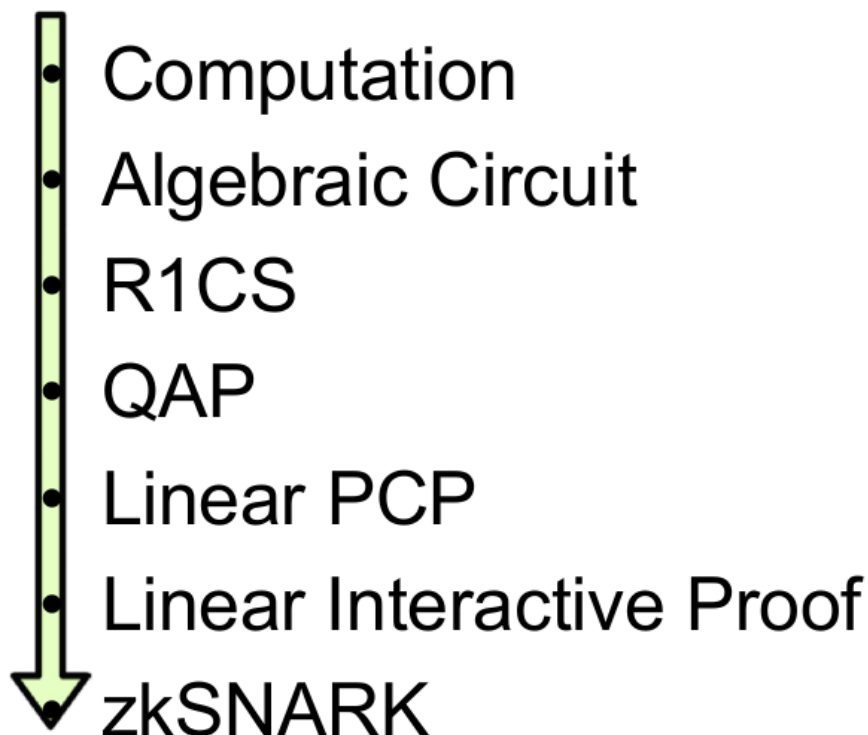 Computation
Algebraic Circuit
R1CS
QAP
Linear PCP
Linear Interactive Proof
zkSNARK